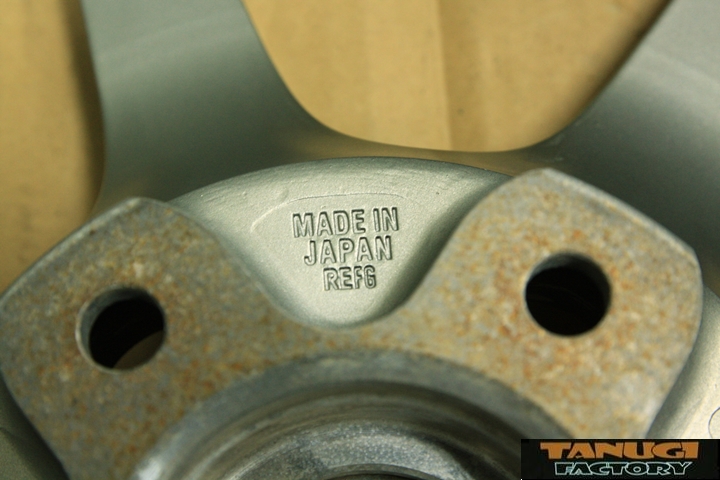 MADE IN
JAPAN
REFG
TANUGI
FACTORY